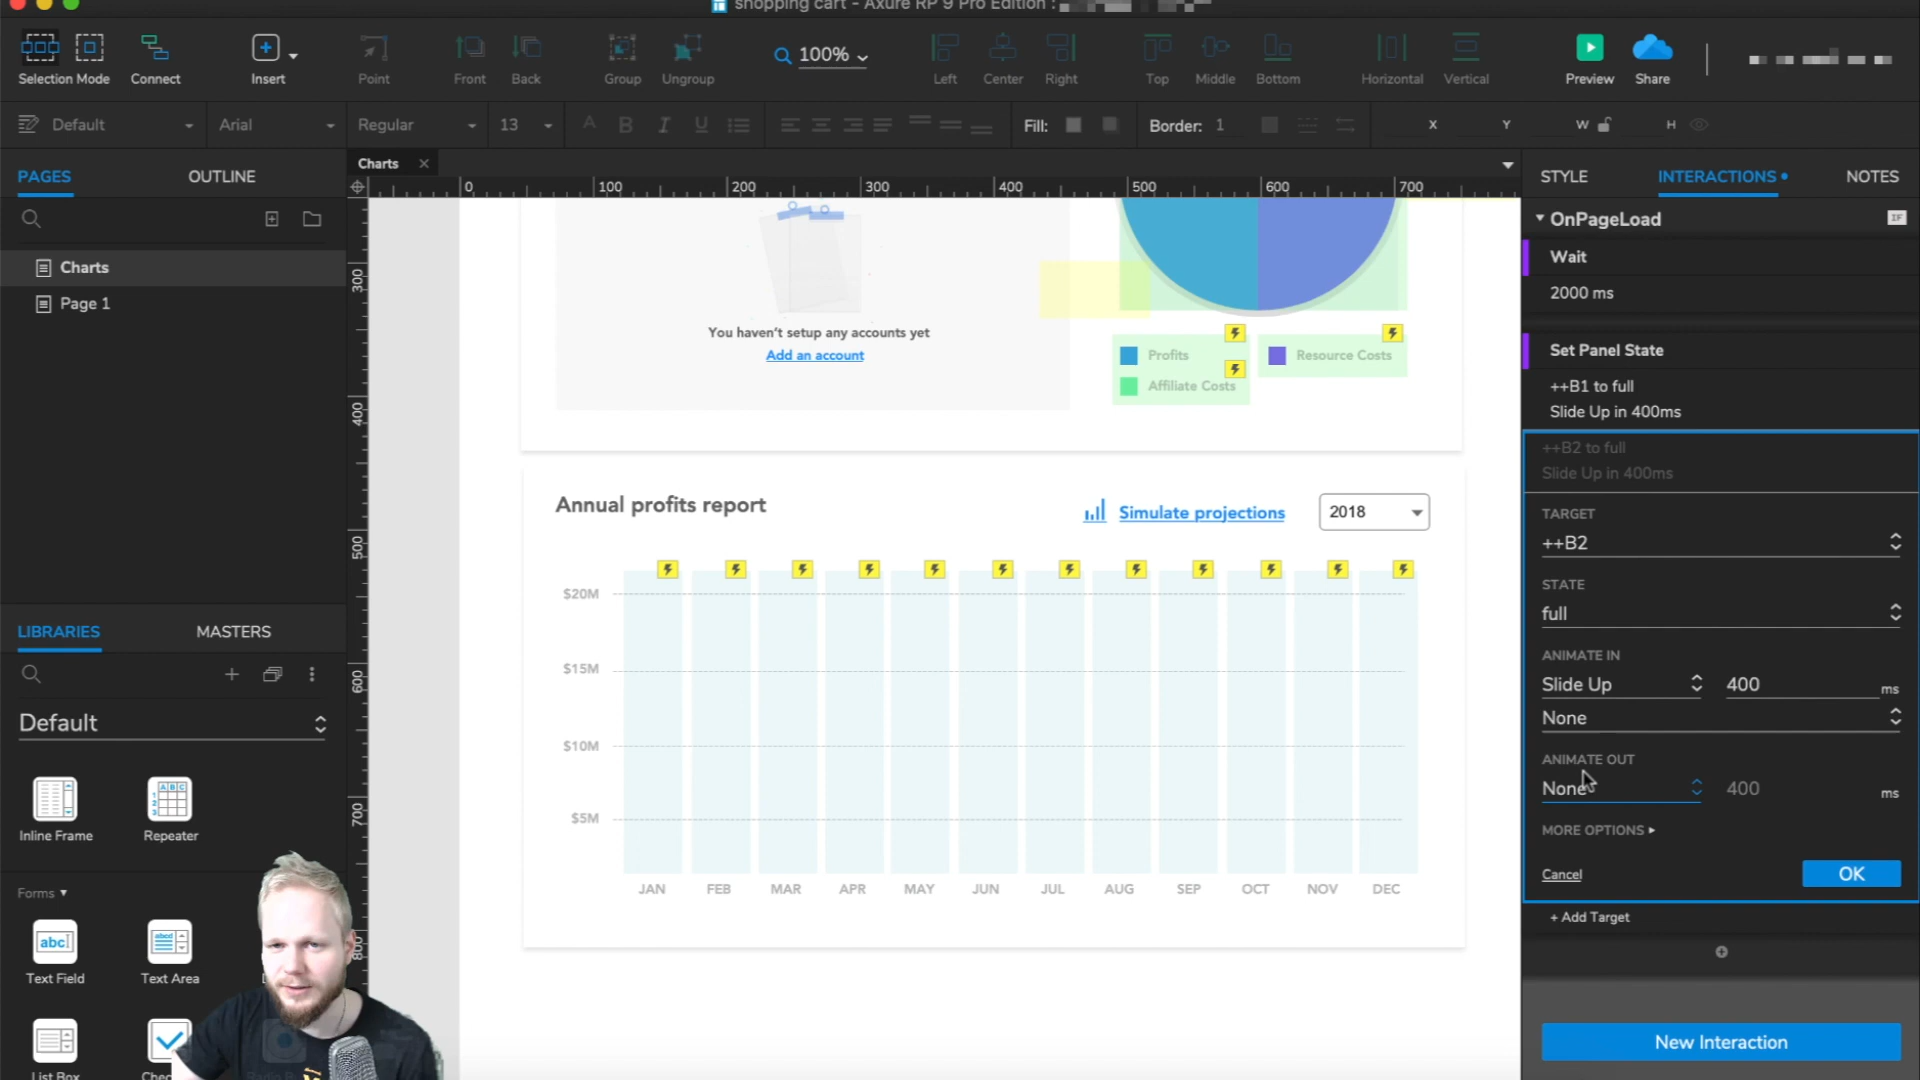 shopping cart - Axure RP 9 Pro Edition :
Selection Mode
Connect
Insert
Point
Front
Back
Group
Ungroup
100%
Left
Center
Right
Top
Middle
Bottom
Horizontal
Vertical
Preview
Share
Default
Arial
Regular
13
Fill:
Border: 1
X
Y
W
H
PAGES
OUTLINE
Charts
Page 1
LIBRARIES
MASTERS
Default
Inline Frame
Repeater
Forms
abc
Text Field
Text Area
List Box
Charts
0
100
200
300
400
500
600
700
300
400
500
600
700
800
You haven't setup any accounts yet
Add an account
Profits
Resource Costs
Affiliate Costs
Annual profits report
Simulate projections
2018
$20M
$15M
$10M
$5M
JAN
FEB
MAR
APR
MAY
JUN
JUL
AUG
SEP
OCT
NOV
DEC
STYLE
INTERACTIONS
NOTES
OnPageLoad
IF
Wait
2000 ms
Set Panel State
++B1 to full
Slide Up in 400ms
++B2 to full
Slide Up in 400ms
TARGET
++B2
STATE
full
ANIMATE IN
Slide Up
400
ms
None
ANIMATE OUT
None
400
ms
MORE OPTIONS
Cancel
OK
+ Add Target
New Interaction